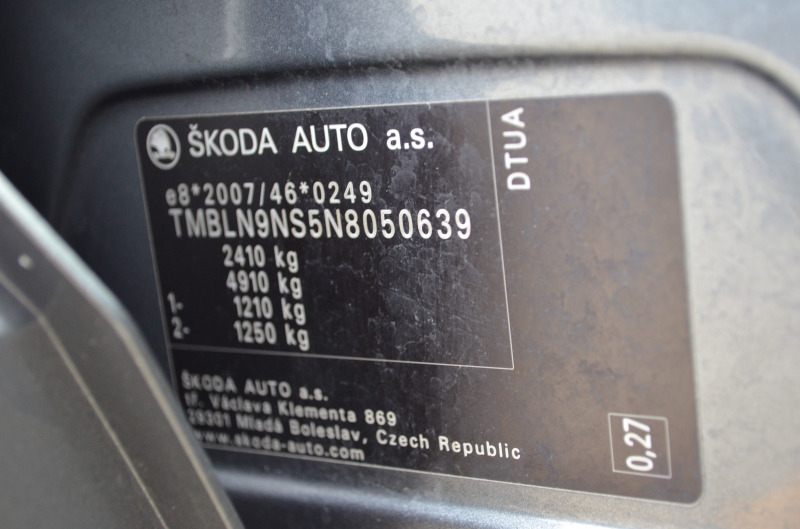 ŠKODA AUTO a.s.
DTUA
e8*2007/46*0249
TMBLN9NS5N8050639
2410 kg
4910 kg
1- 1210 kg
2- 1250 kg
ŠKODA AUTO a.s.
tř. Václava Klementa 869
29301 Mladá Boleslav, Czech Republic
www.skoda-auto.com
0,27